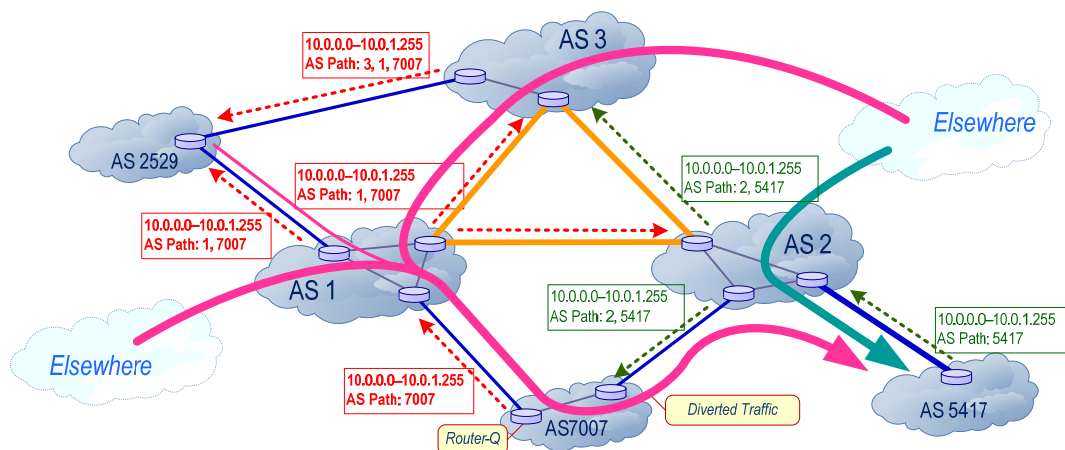 10.0.0.0–10.0.1.255
AS Path: 3, 1, 7007
AS 3
Elsewhere
AS 2529
10.0.0.0–10.0.1.255
AS Path: 1, 7007
10.0.0.0–10.0.1.255
AS Path: 2, 5417
10.0.0.0–10.0.1.255
AS Path: 1, 7007
AS 2
AS 1
10.0.0.0–10.0.1.255
AS Path: 2, 5417
10.0.0.0–10.0.1.255
AS Path: 5417
Elsewhere
10.0.0.0–10.0.1.255
AS Path: 7007
Diverted Traffic
AS 5417
Router-Q
AS7007